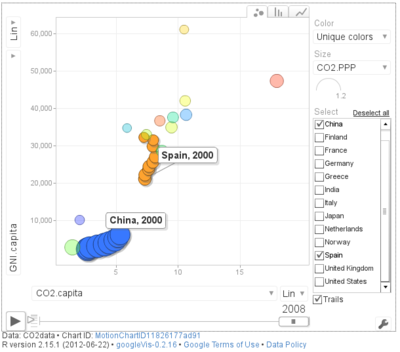 Color
Unique colors
Size
CO2.PPP
1.2
Select Deselect all
China
Finland
France
Germany
Greece
India
Italy
Japan
Netherlands
Norway
Spain
United Kingdom
United States
Trails
Lin
GNI.capita
60,000
50,000
40,000
30,000
20,000
10,000
Spain, 2000
China, 2000
5 10 15
CO2.capita Lin
2008
Data: CO2data • Chart ID: MotionChartID11826177ad91
R version 2.15.1 (2012-06-22) • googleVis-0.2.16 • Google Terms of Use • Data Policy